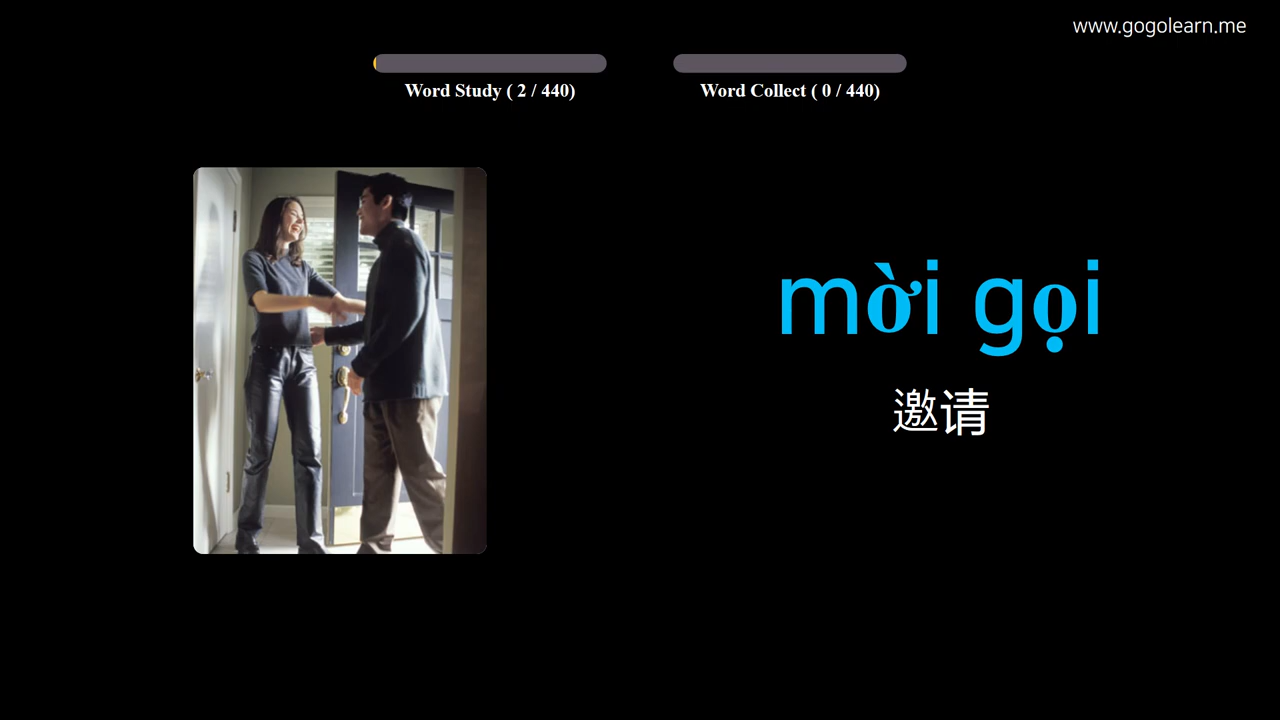 www.gogolearn.me
Word Study ( 2 / 440)
Word Collect ( 0 / 440)
mời gọi
邀请